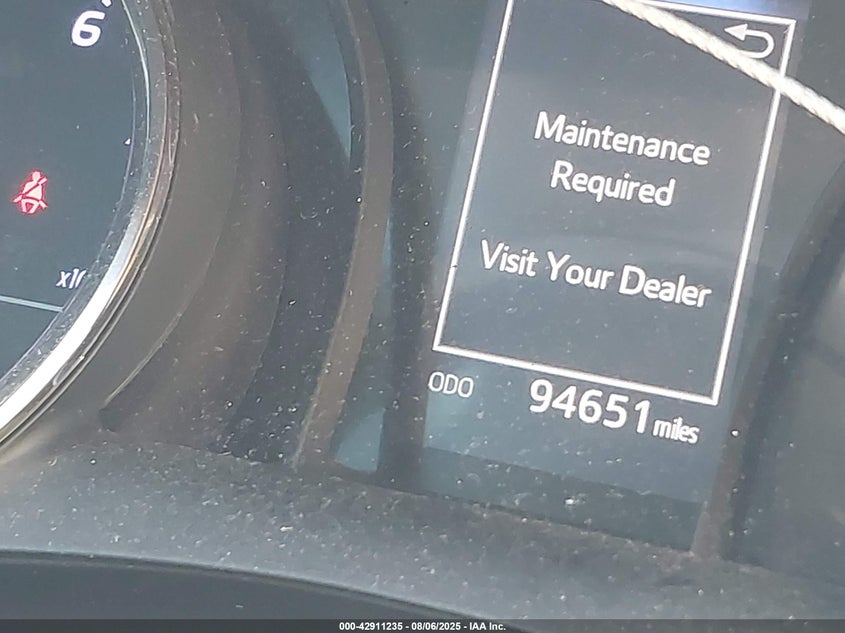 6
Maintenance
Required
Visit Your Dealer
ODO 94651 miles
000-42911235 - 08/06/2025 - IAA Inc.